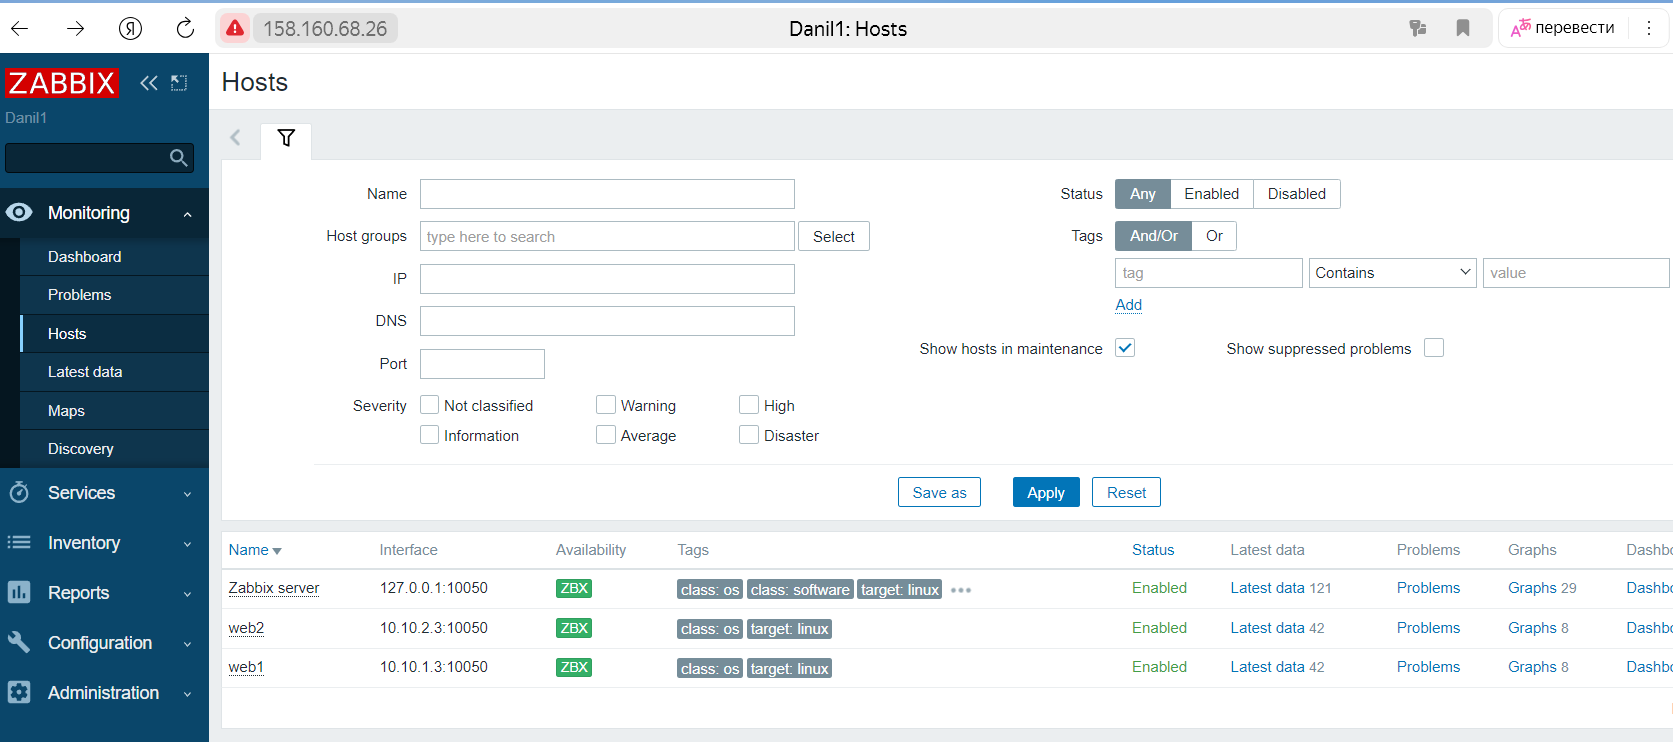 158.160.68.26
Danil1: Hosts
перевести
ZABBIX
Danil1
Monitoring
Dashboard
Problems
Hosts
Latest data
Maps
Discovery
Services
Inventory
Reports
Configuration
Administration
Hosts
Name
Host groups type here to search Select
IP
DNS
Port
Severity Not classified Warning High
Information Average Disaster
Status Any Enabled Disabled
Tags And/Or Or
tag Contains value
Add
Show hosts in maintenance Show suppressed problems
Save as Apply Reset
Name Interface Availability Tags Status Latest data Problems Graphs Dashbo
Zabbix server 127.0.0.1:10050 ZBX class: os class: software target: linux Enabled Latest data 121 Problems Graphs 29 Dashbo
web2 10.10.2.3:10050 ZBX class: os target: linux Enabled Latest data 42 Problems Graphs 8 Dashbo
web1 10.10.1.3:10050 ZBX class: os target: linux Enabled Latest data 42 Problems Graphs 8 Dashbo